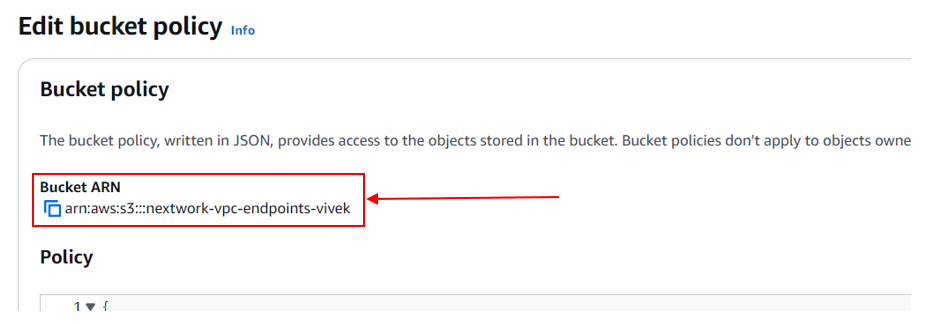 Edit bucket policy Info
Bucket policy
The bucket policy, written in JSON, provides access to the objects stored in the bucket. Bucket policies don't apply to objects owne
Bucket ARN
arn:aws:s3:::nextwork-vpc-endpoints-vivek
Policy
1 {